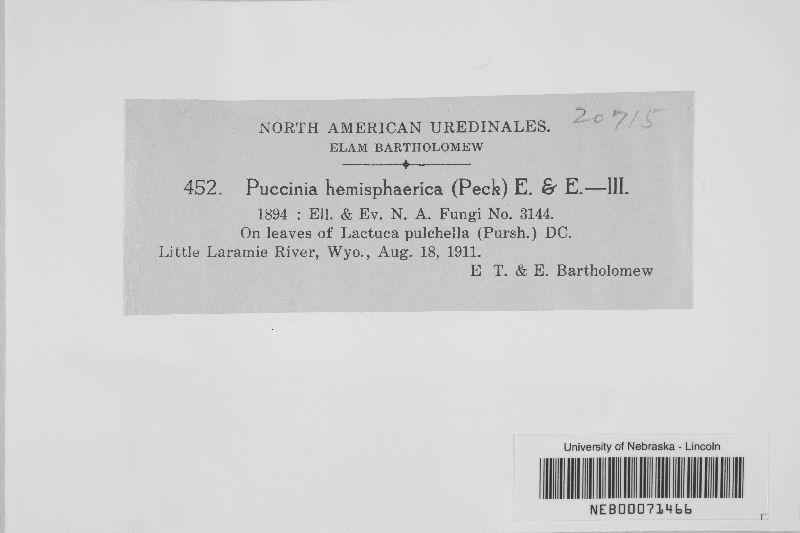 20715
NORTH AMERICAN UREDINALES.
ELAM BARTHOLOMEW
452. Puccinia hemisphaerica (Peck) E. & E.—III.
1894 : Ell. & Ev. N. A. Fungi No. 3144.
On leaves of Lactuca pulchella (Pursh.) DC.
Little Laramie River, Wyo., Aug. 18, 1911.
E T. & E. Bartholomew
University of Nebraska - Lincoln
NEB00071466